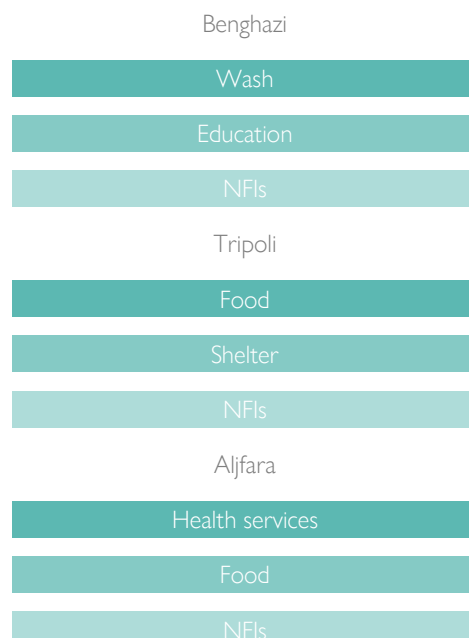 Benghazi
Wash
Education
NFIs
Tripoli
Food
Shelter
NFIs
Aljfara
Health services
Food
NFIs